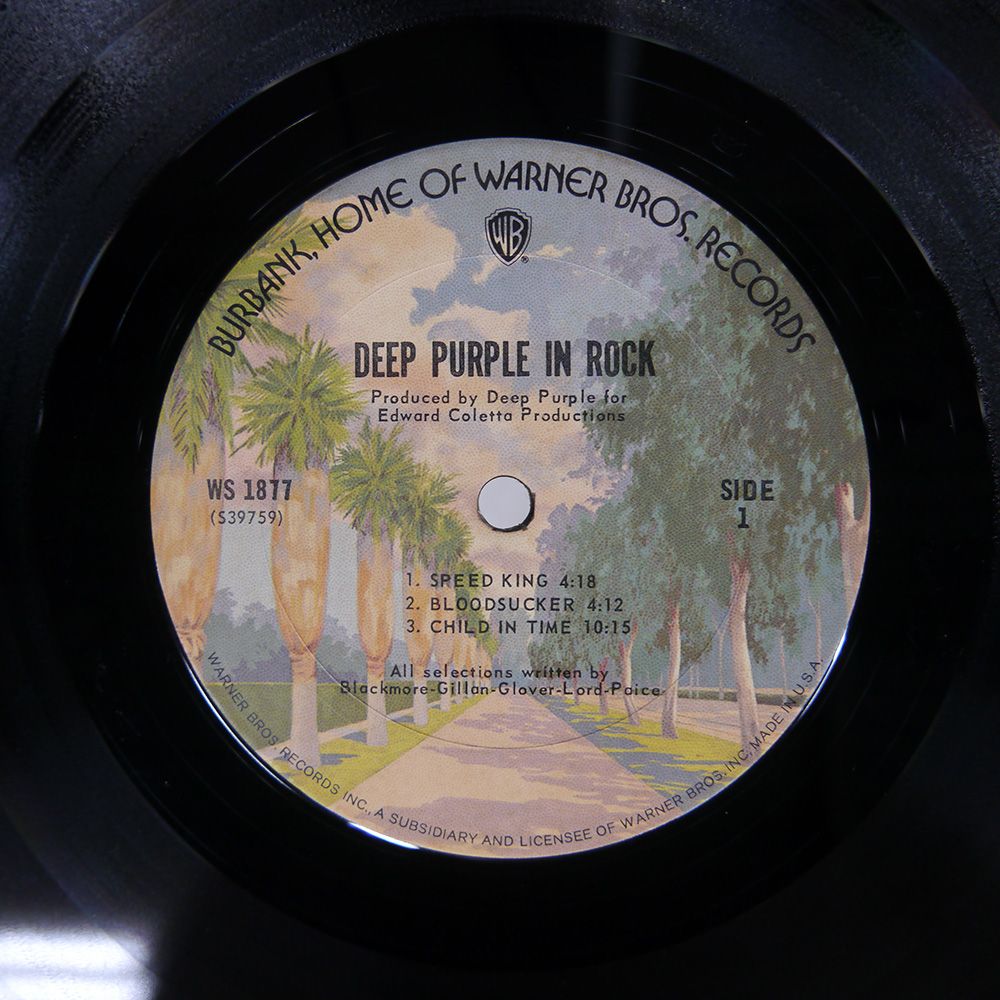 BURBANK, HOME OF WARNER BROS. RECORDS
WB
®
DEEP PURPLE IN ROCK
Produced by Deep Purple for
Edward Coletta Productions
WS 1877
(S39759)
SIDE
1
1. SPEED KING 4:18
2. BLOODSUCKER 4:12
3. CHILD IN TIME 10:15
All selections written by
Blackmore-Gillan-Glover-Lord-Paice
WARNER BROS. RECORDS INC., A SUBSIDIARY AND LICENSEE OF WARNER BROS. INC. MADE IN U.S.A.